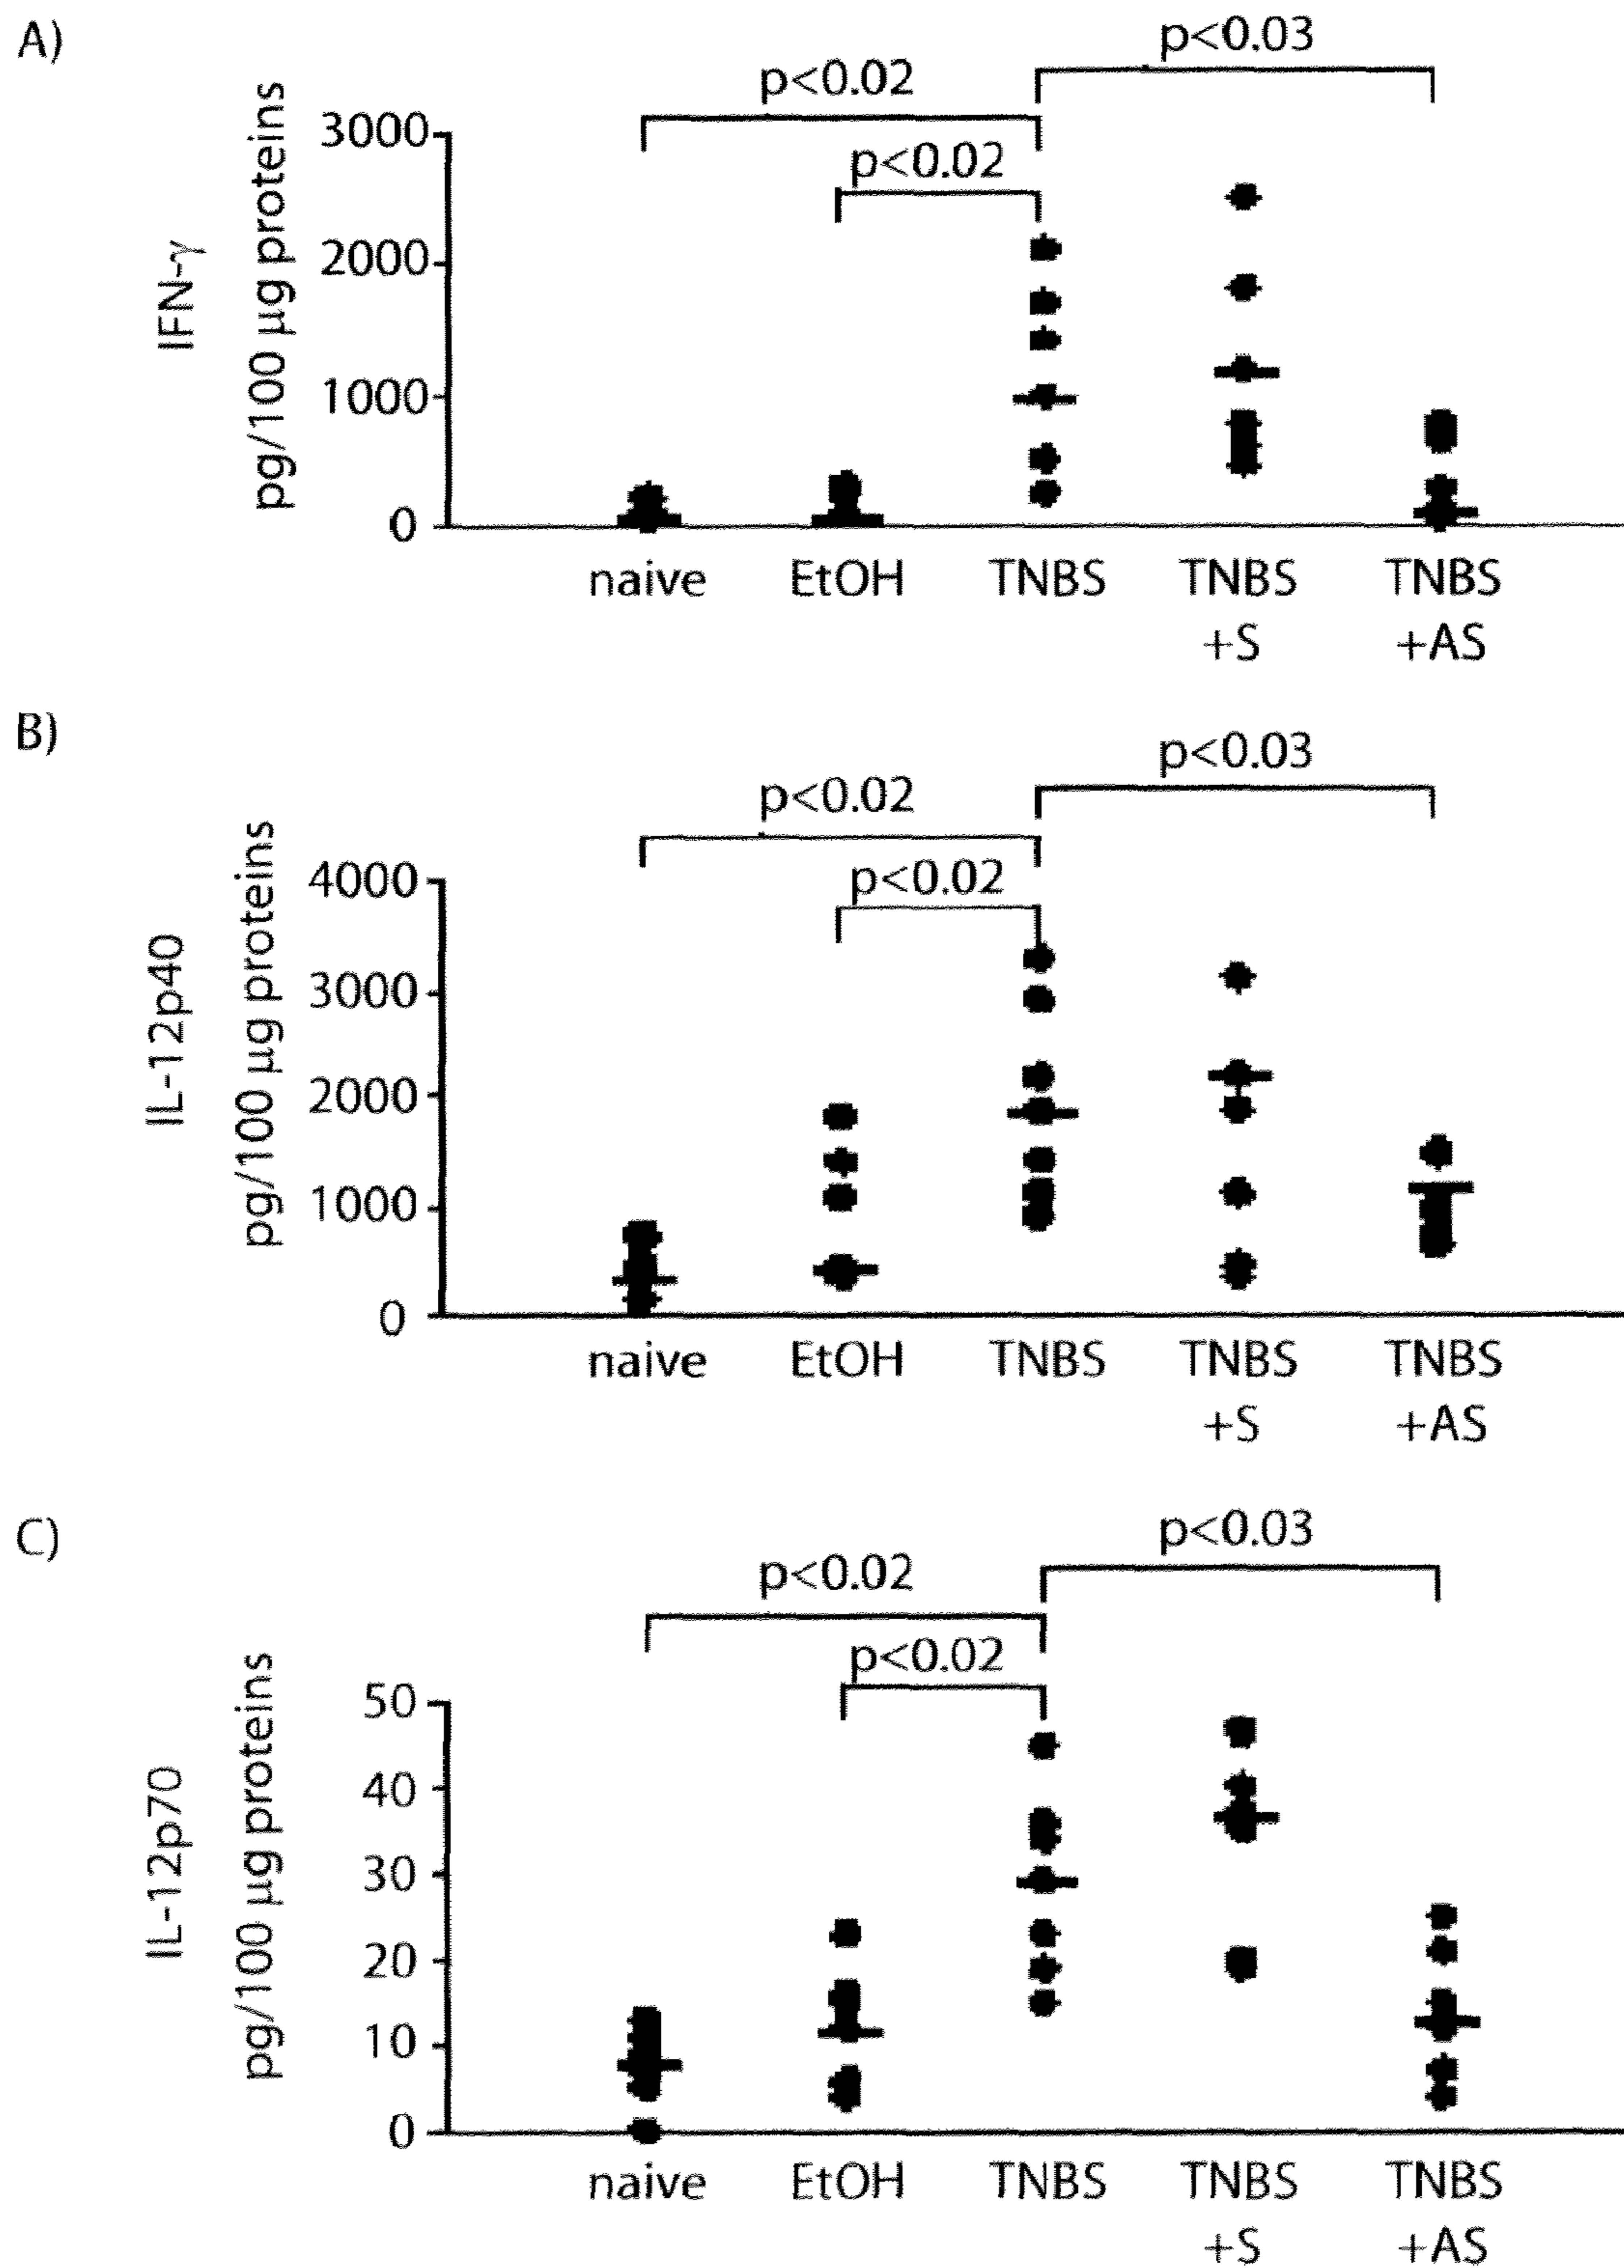 A)
p<0.03
p<0.02
p<0.02
IFN-γ
pg/100 µg proteins
3000
2000
1000
0
naive EtOH TNBS TNBS TNBS
+S +AS
B)
p<0.03
p<0.02
p<0.02
IL-12p40
pg/100 µg proteins
4000
3000
2000
1000
0
naive EtOH TNBS TNBS TNBS
+S +AS
C)
p<0.03
p<0.02
p<0.02
IL-12p70
pg/100 µg proteins
50
40
30
20
10
0
naive EtOH TNBS TNBS TNBS
+S +AS